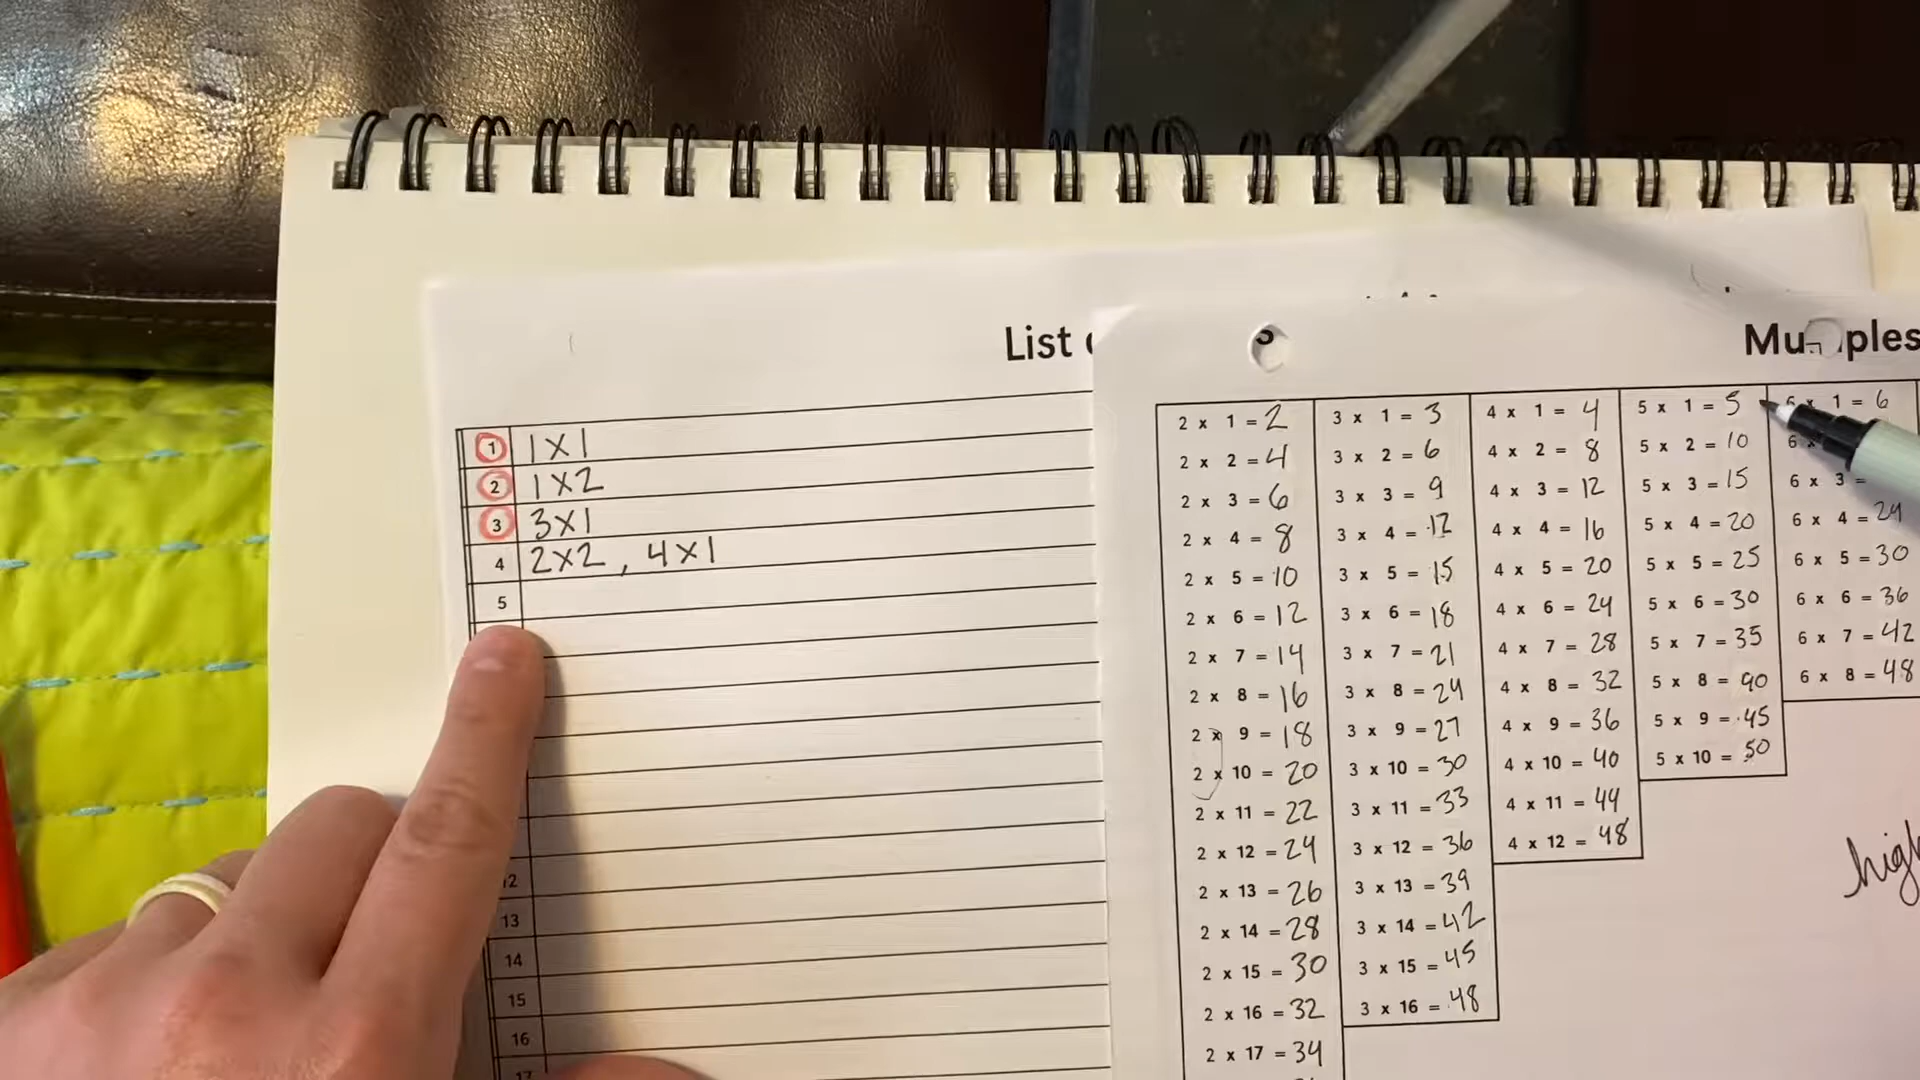 List
Mu ples
1 1X1
2 1X2
3 3X1
4 2X2, 4X1
5
12
13
14
15
16
17
2 x 1 = 2
2 x 2 = 4
2 x 3 = 6
2 x 4 = 8
2 x 5 = 10
2 x 6 = 12
2 x 7 = 14
2 x 8 = 16
2 x 9 = 18
2 x 10 = 20
2 x 11 = 22
2 x 12 = 24
2 x 13 = 26
2 x 14 = 28
2 x 15 = 30
2 x 16 = 32
2 x 17 = 34
3 x 1 = 3
3 x 2 = 6
3 x 3 = 9
3 x 4 = 12
3 x 5 = 15
3 x 6 = 18
3 x 7 = 21
3 x 8 = 24
3 x 9 = 27
3 x 10 = 30
3 x 11 = 33
3 x 12 = 36
3 x 13 = 39
3 x 14 = 42
3 x 15 = 45
3 x 16 = 48
4 x 1 = 4
4 x 2 = 8
4 x 3 = 12
4 x 4 = 16
4 x 5 = 20
4 x 6 = 24
4 x 7 = 28
4 x 8 = 32
4 x 9 = 36
4 x 10 = 40
4 x 11 = 44
4 x 12 = 48
5 x 1 = 5
5 x 2 = 10
5 x 3 = 15
5 x 4 = 20
5 x 5 = 25
5 x 6 = 30
5 x 7 = 35
5 x 8 = 40
5 x 9 = 45
5 x 10 = 50
6 x 1 = 6
6 x
6 x 3 =
6 x 4 = 24
6 x 5 = 30
6 x 6 = 36
6 x 7 = 42
6 x 8 = 48
high